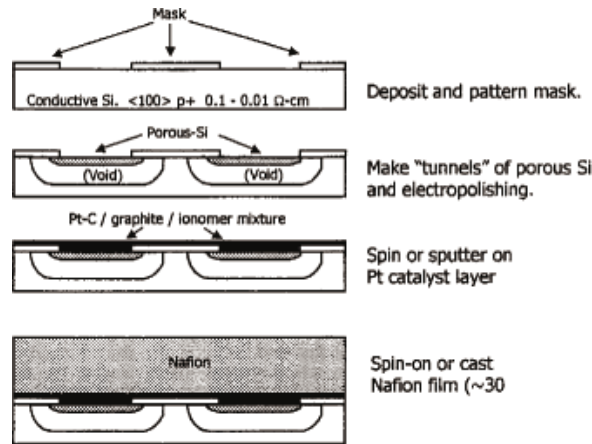 Mask
Conductive Si. <100> p+ 0.1 - 0.01 Ω-cm
Deposit and pattern mask.
Porous-Si
(Void) (Void)
Make "tunnels" of porous Si
and electropolishing.
Pt-C / graphite / ionomer mixture
Spin or sputter on
Pt catalyst layer
Nafion
Spin-on or cast
Nafion film (~30